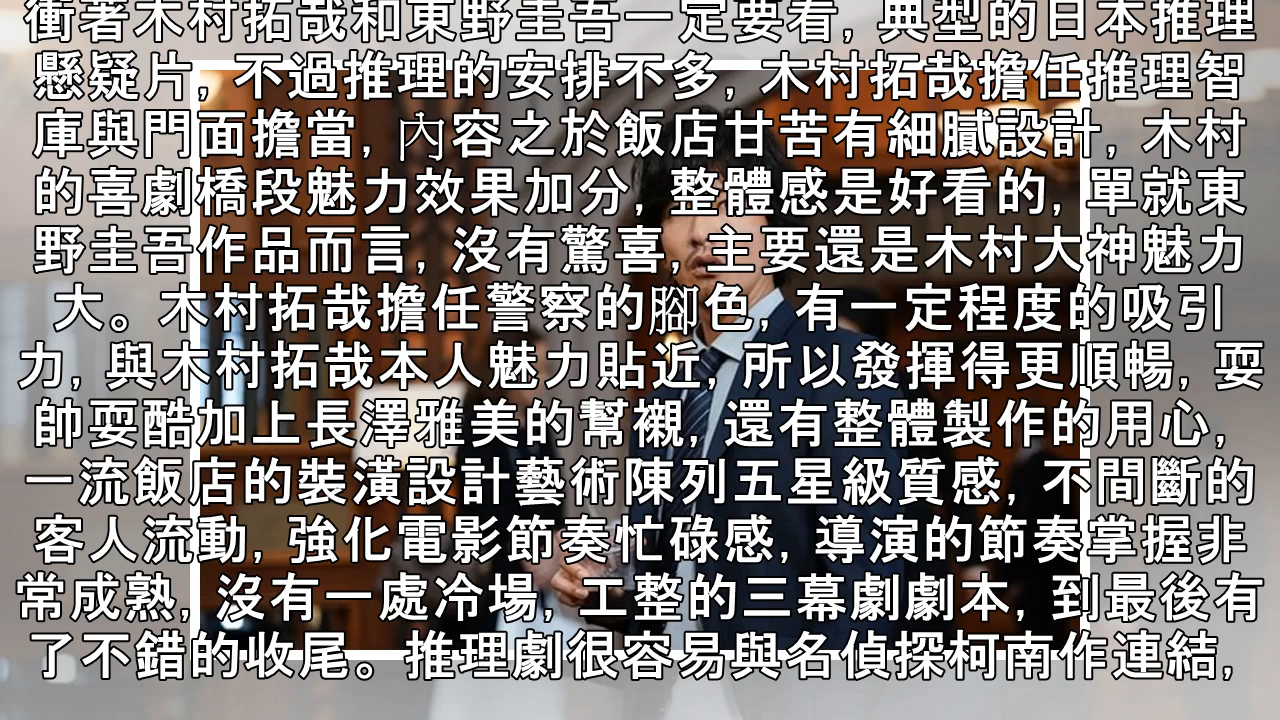 衝著木村拓哉和東野圭吾一定要看, 典型的日本推理
懸疑片, 不過推理的安排不多, 木村拓哉擔任推理智
庫與門面擔當, 內容之於飯店甘苦有細膩設計, 木村
的喜劇橋段魅力效果加分, 整體感是好看的, 單就東
野圭吾作品而言, 沒有驚喜, 主要還是木村大神魅力
大。木村拓哉擔任警察的腳色, 有一定程度的吸引
力, 與木村拓哉本人魅力貼近, 所以發揮得更順暢, 耍
帥耍酷加上長澤雅美的幫襯, 還有整體製作的用心,
一流飯店的裝潢設計藝術陳列五星級質感, 不間斷的
客人流動, 強化電影節奏忙碌感, 導演的節奏掌握非
常成熟, 沒有一處冷場, 工整的三幕劇劇本, 到最後有
了不錯的收尾。推理劇很容易與名偵探柯南作連結,